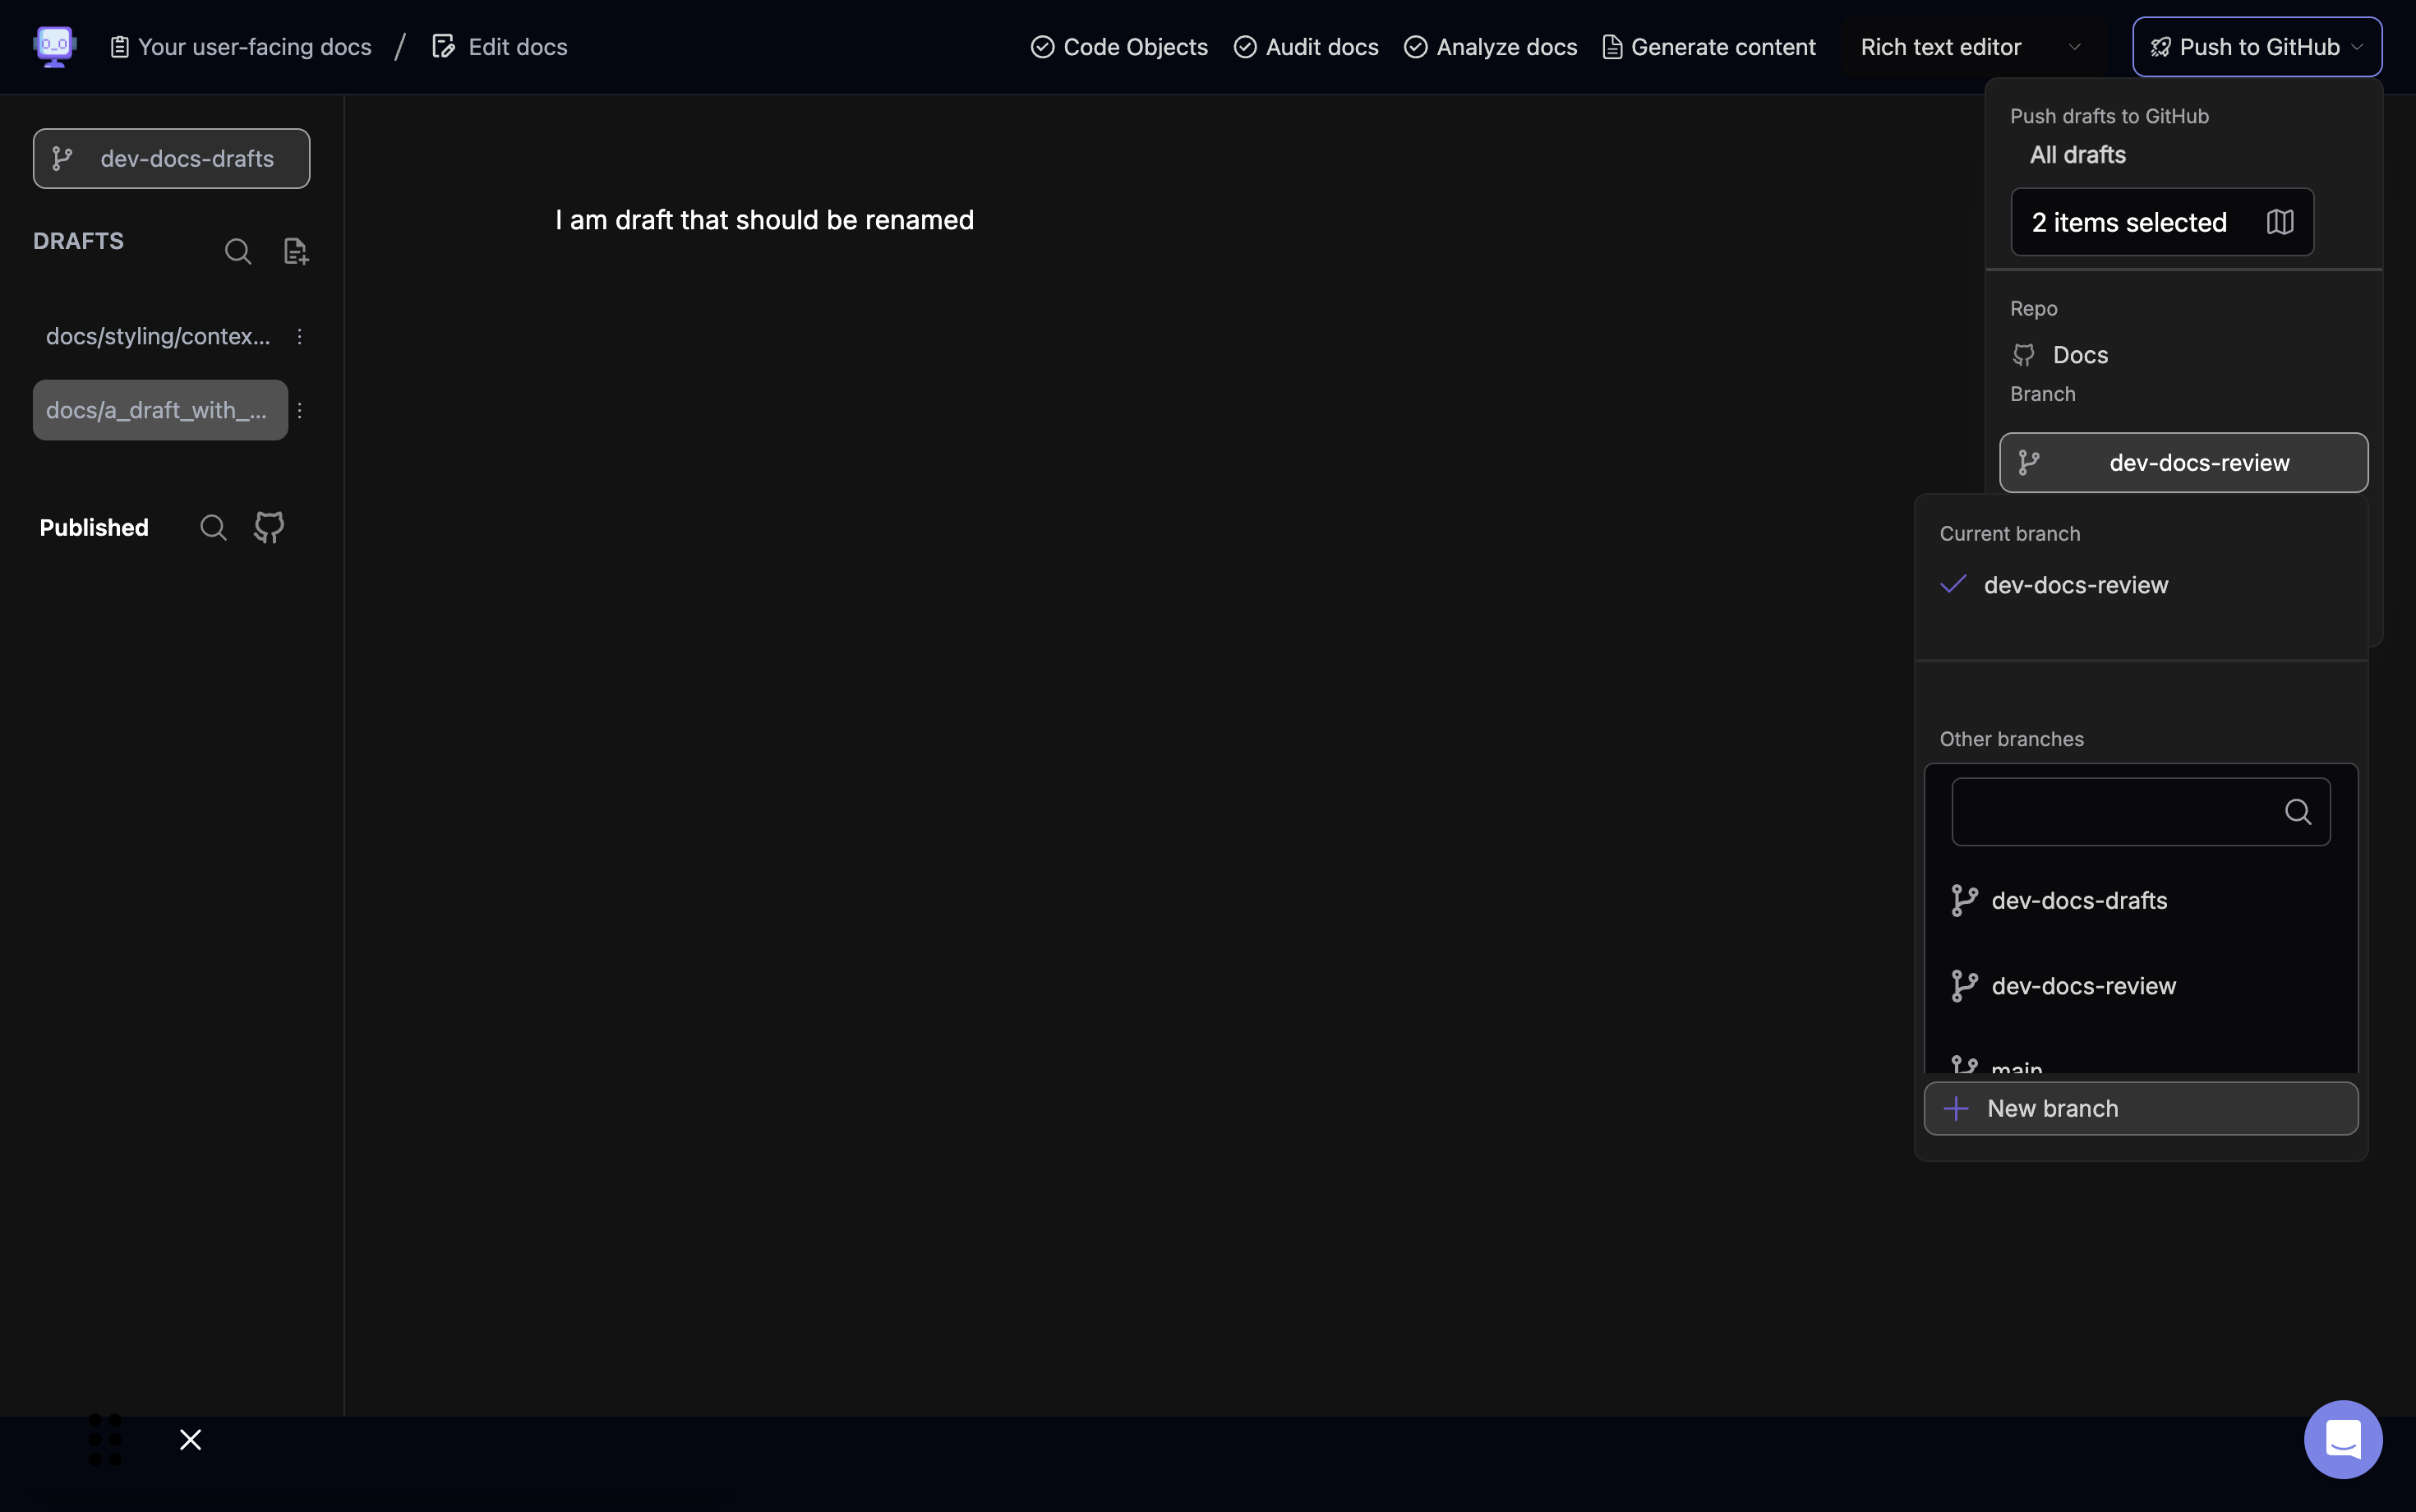 Your user-facing docs / Edit docs
Code Objects
Audit docs
Analyze docs
Generate content
Rich text editor
Push to GitHub
dev-docs-drafts
DRAFTS
docs/styling/contex...
docs/a_draft_with_...
Published
I am draft that should be renamed
Push drafts to GitHub
All drafts
2 items selected
Repo
Docs
Branch
dev-docs-review
Current branch
dev-docs-review
Other branches
dev-docs-drafts
dev-docs-review
main
New branch